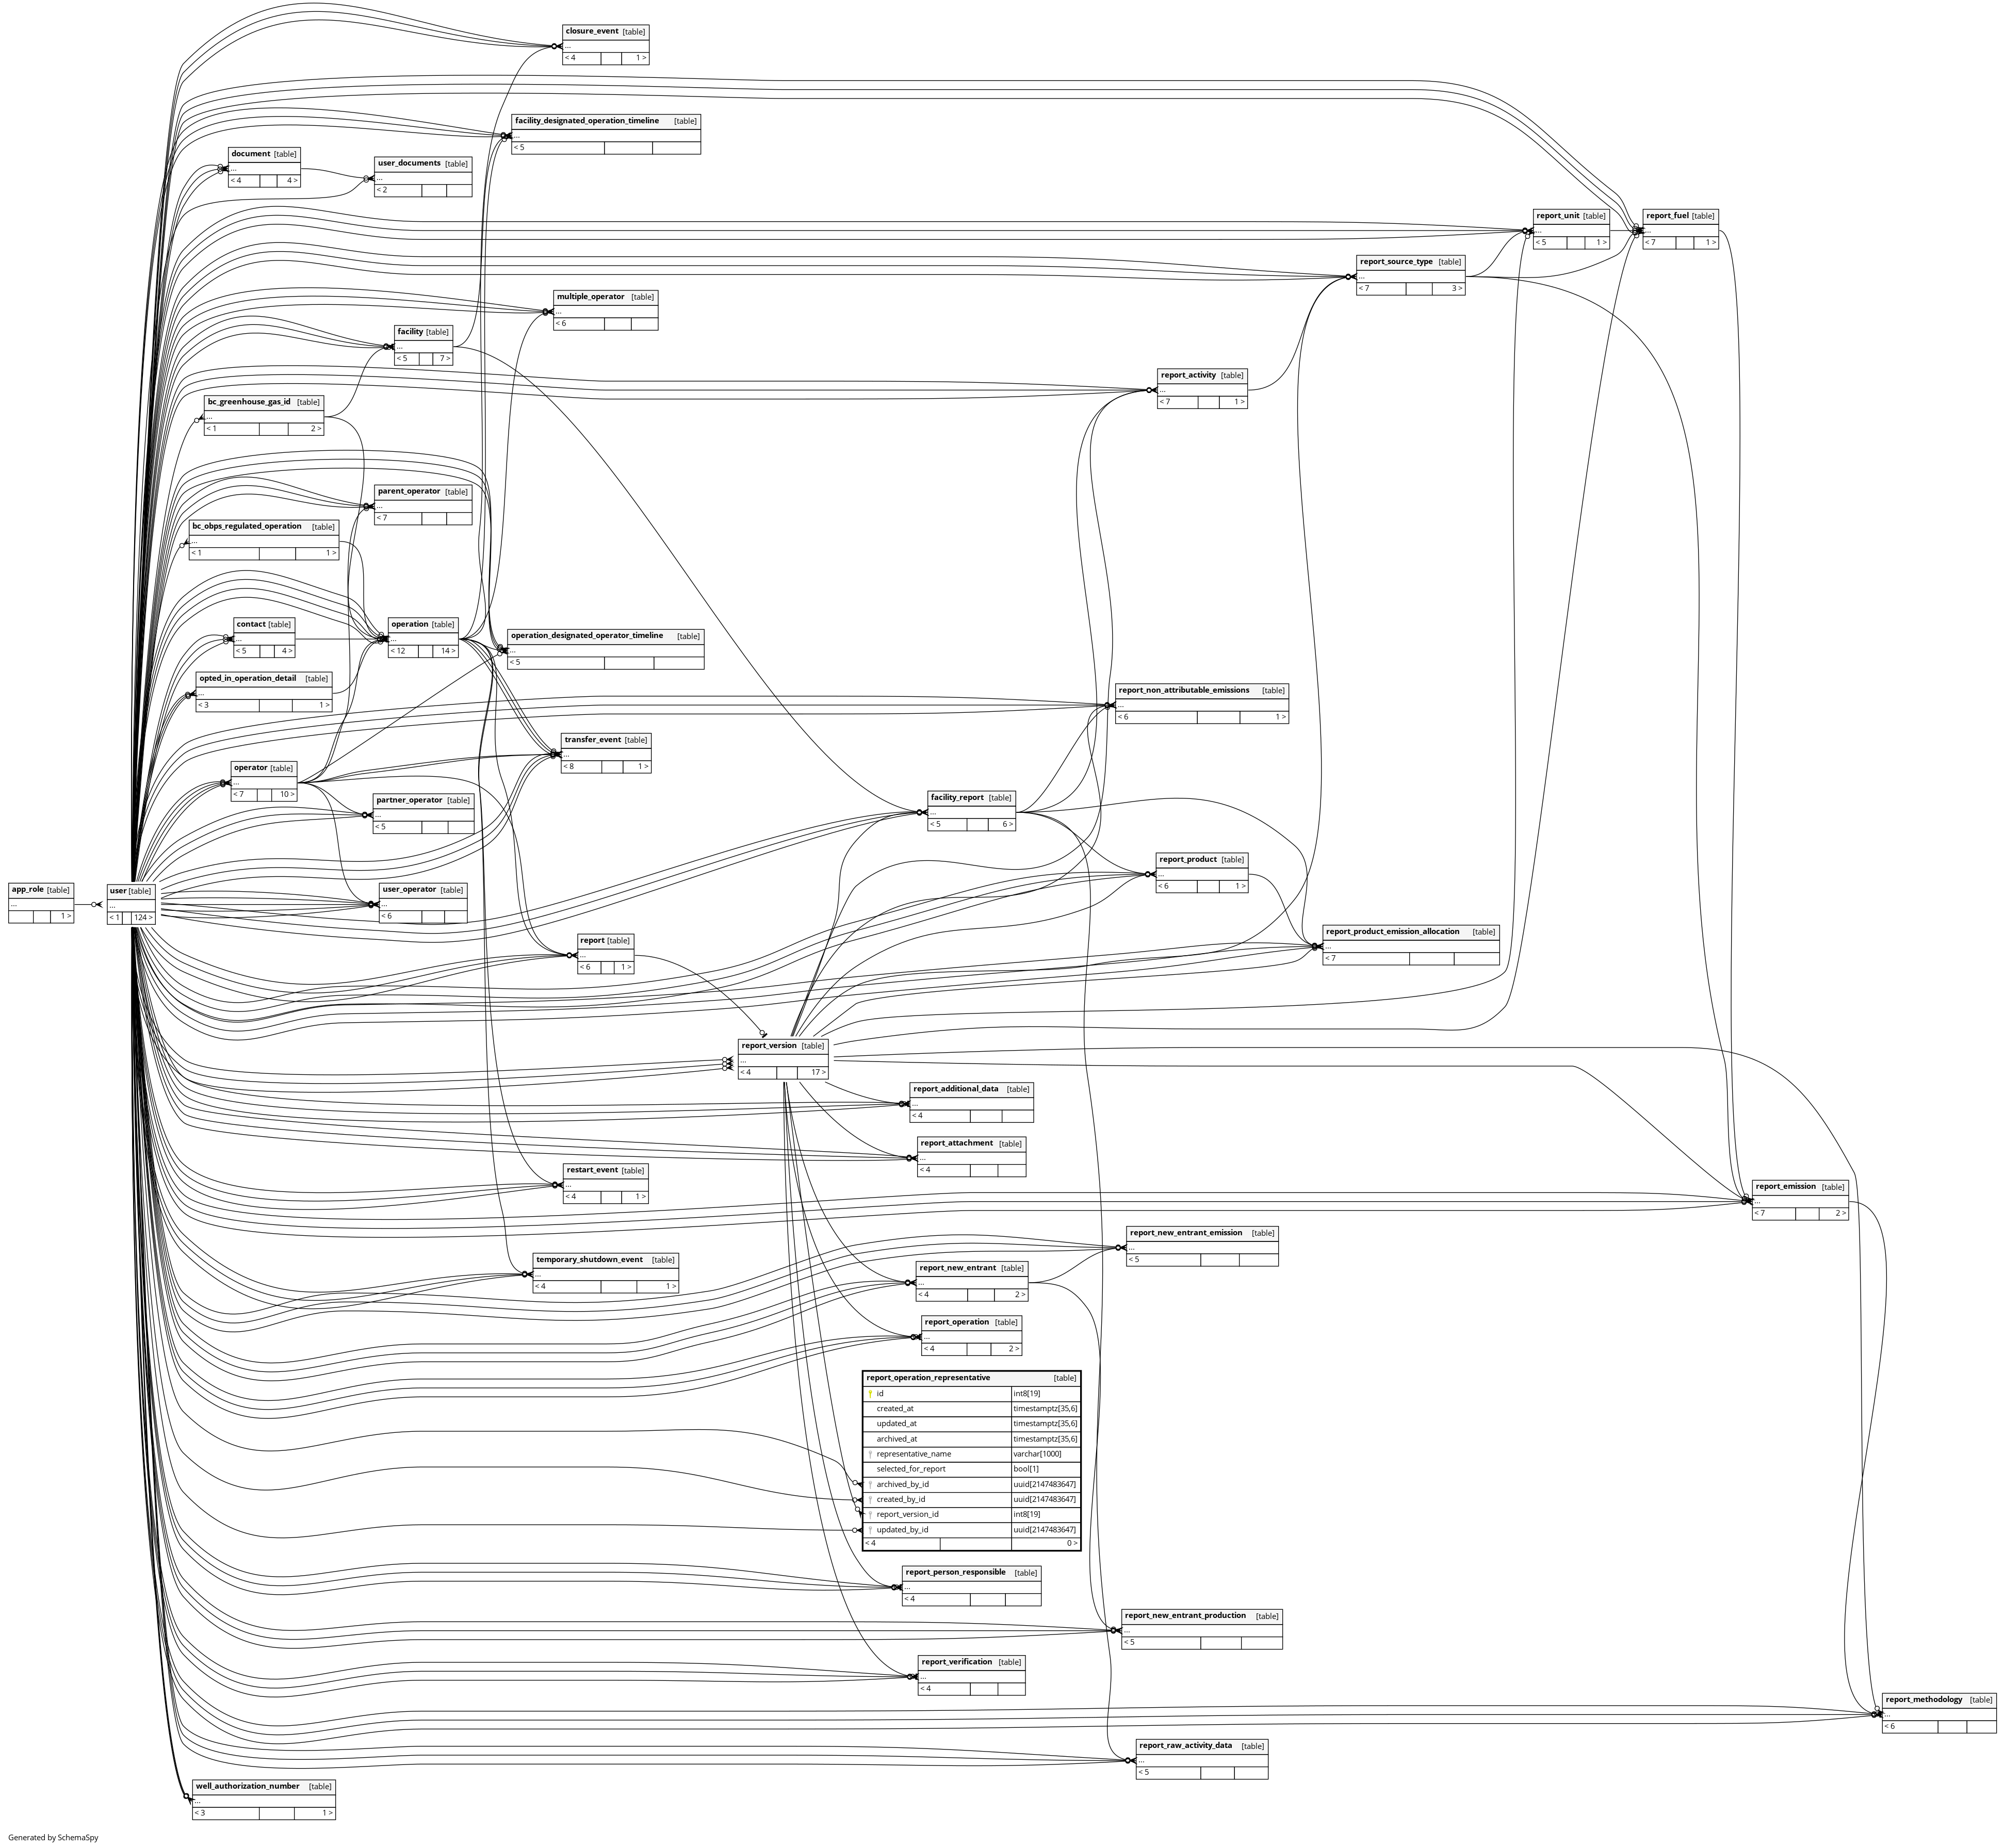 closure_event [table]
...
< 4 1 >
facility_designated_operation_timeline [table]
...
< 5
document [table]
...
< 4 4 >
user_documents [table]
...
< 2
report_unit [table]
...
< 5 1 >
report_fuel [table]
...
< 7 1 >
report_source_type [table]
...
< 7 3 >
multiple_operator [table]
...
< 6
facility [table]
...
< 5 7 >
report_activity [table]
...
< 7 1 >
bc_greenhouse_gas_id [table]
...
< 1 2 >
parent_operator [table]
...
< 7
bc_obps_regulated_operation [table]
...
< 1 1 >
contact [table]
...
< 5 4 >
operation [table]
...
< 12 14 >
operation_designated_operator_timeline [table]
...
< 5
opted_in_operation_detail [table]
...
< 3 1 >
report_non_attributable_emissions [table]
...
< 6 1 >
transfer_event [table]
...
< 8 1 >
operator [table]
...
< 7 10 >
partner_operator [table]
...
< 5
facility_report [table]
...
< 5 6 >
report_product [table]
...
< 6 1 >
app_role [table]
...
1 >
user [table]
...
< 1 124 >
user_operator [table]
...
< 6
report [table]
...
< 6 1 >
report_product_emission_allocation [table]
...
< 7
report_version [table]
...
< 4 17 >
report_additional_data [table]
...
< 4
report_attachment [table]
...
< 4
restart_event [table]
...
< 4 1 >
report_emission [table]
...
< 7 2 >
report_new_entrant_emission [table]
...
< 5
temporary_shutdown_event [table]
...
< 4 1 >
report_new_entrant [table]
...
< 4 2 >
report_operation [table]
...
< 4 2 >
report_operation_representative [table]
id int8[19]
created_at timestamptz[35,6]
updated_at timestamptz[35,6]
archived_at timestamptz[35,6]
representative_name varchar[1000]
selected_for_report bool[1]
archived_by_id uuid[2147483647]
created_by_id uuid[2147483647]
report_version_id int8[19]
updated_by_id uuid[2147483647]
< 4 0 >
report_person_responsible [table]
...
< 4
report_new_entrant_production [table]
...
< 5
report_verification [table]
...
< 4
report_methodology [table]
...
< 6
report_raw_activity_data [table]
...
< 5
well_authorization_number [table]
...
< 3 1 >
Generated by SchemaSpy